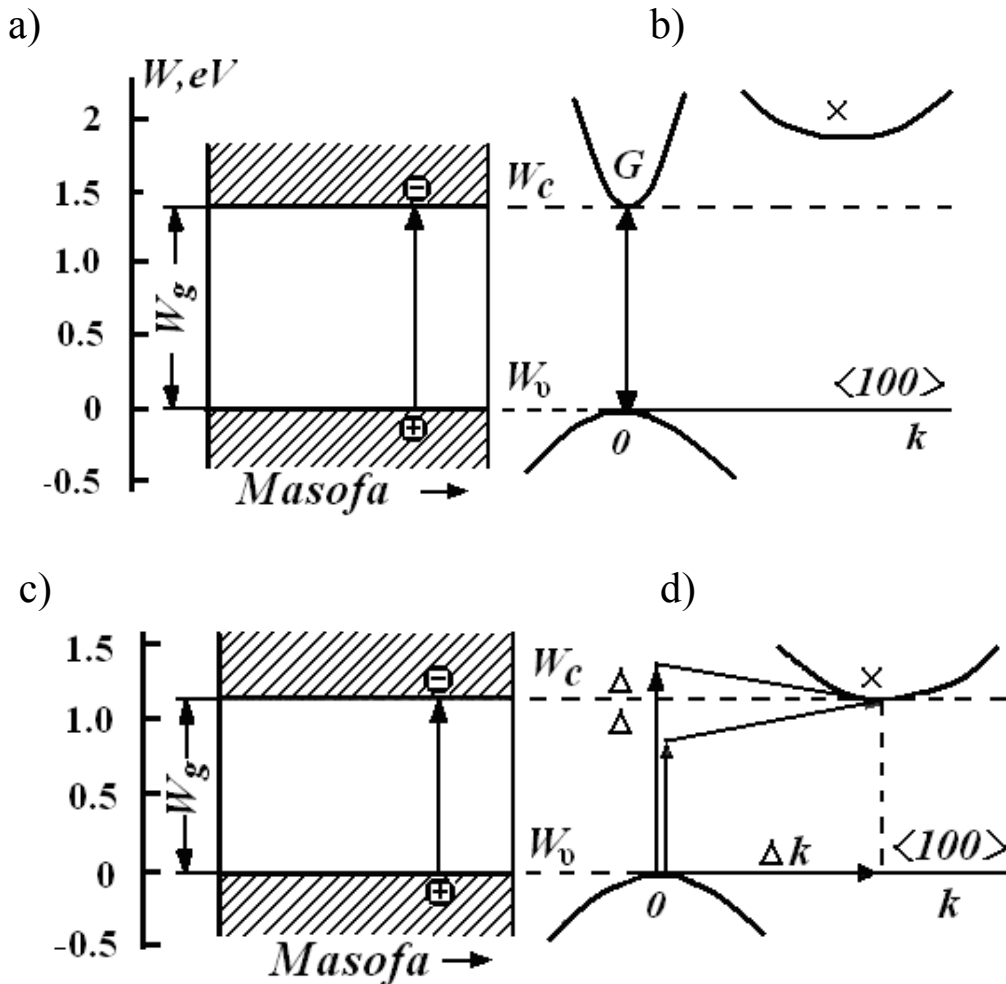 a)
b)
W, eV
2
1.5
1.0
0.5
0
-0.5
W_g
−
+
Masofa →
G
×
W_c
W_υ
0
<100>
k
c)
d)
1.5
1.0
0.5
0
-0.5
W_g
−
+
Masofa →
W_c
Δ
Δ
×
W_υ
0
Δk
<100>
k